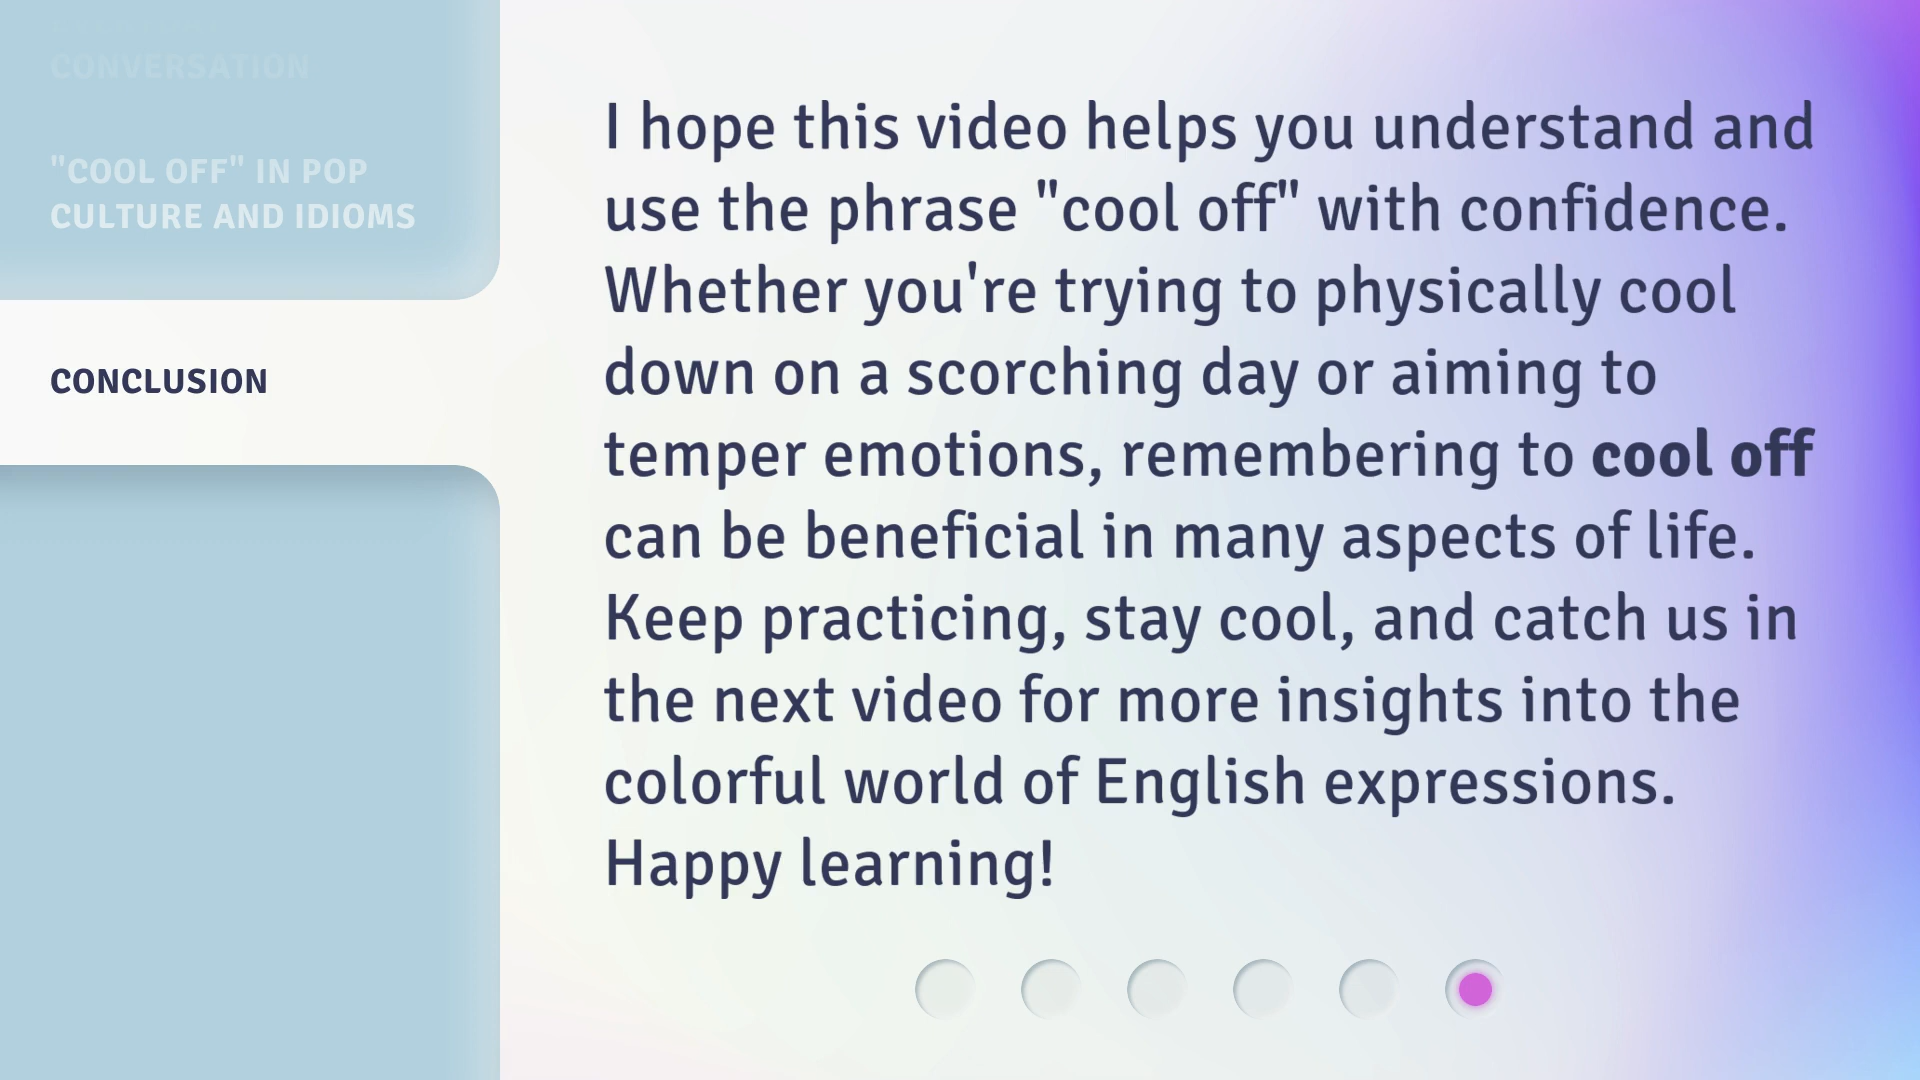 CONVERSATION
"COOL OFF" IN POP
CULTURE AND IDIOMS
CONCLUSION
I hope this video helps you understand and
use the phrase "cool off" with confidence.
Whether you're trying to physically cool
down on a scorching day or aiming to
temper emotions, remembering to cool off
can be beneficial in many aspects of life.
Keep practicing, stay cool, and catch us in
the next video for more insights into the
colorful world of English expressions.
Happy learning!